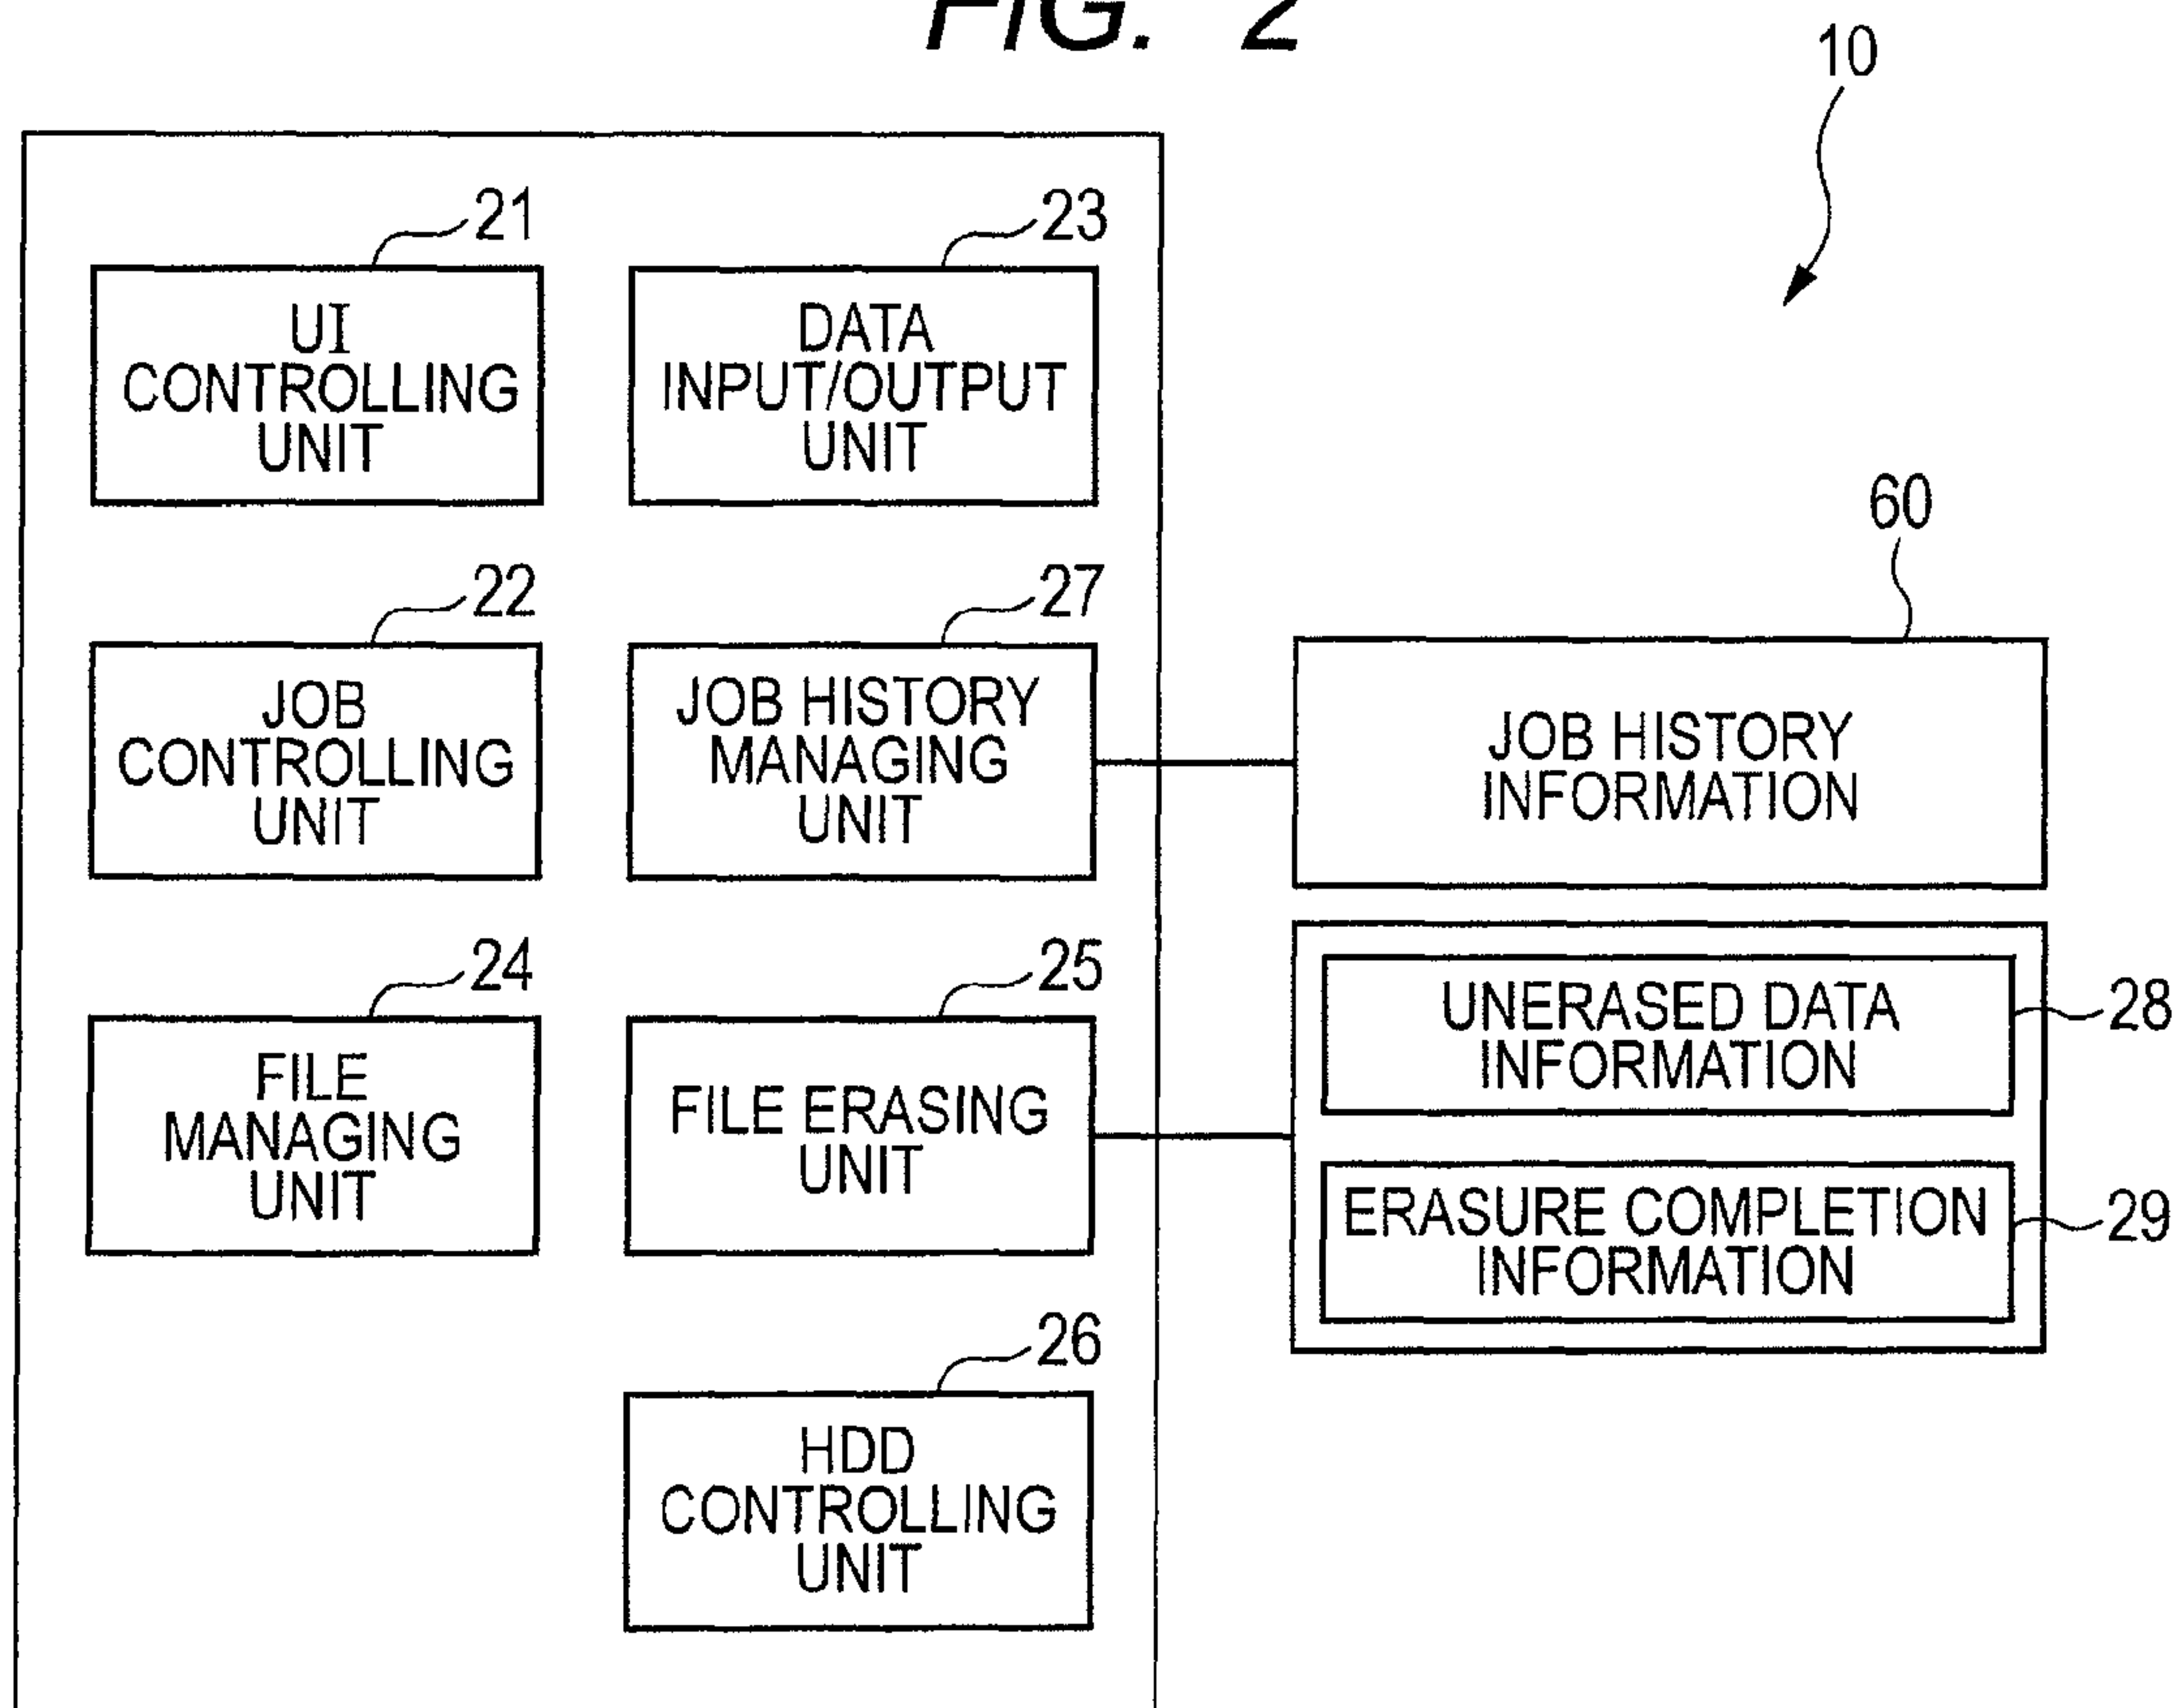 FIG. 2
10
21
UI
CONTROLLING
UNIT
23
DATA
INPUT/OUTPUT
UNIT
22
JOB
CONTROLLING
UNIT
27
JOB HISTORY
MANAGING
UNIT
60
JOB HISTORY
INFORMATION
24
FILE
MANAGING
UNIT
25
FILE ERASING
UNIT
UNERASED DATA
INFORMATION
28
ERASURE COMPLETION
INFORMATION
29
26
HDD
CONTROLLING
UNIT